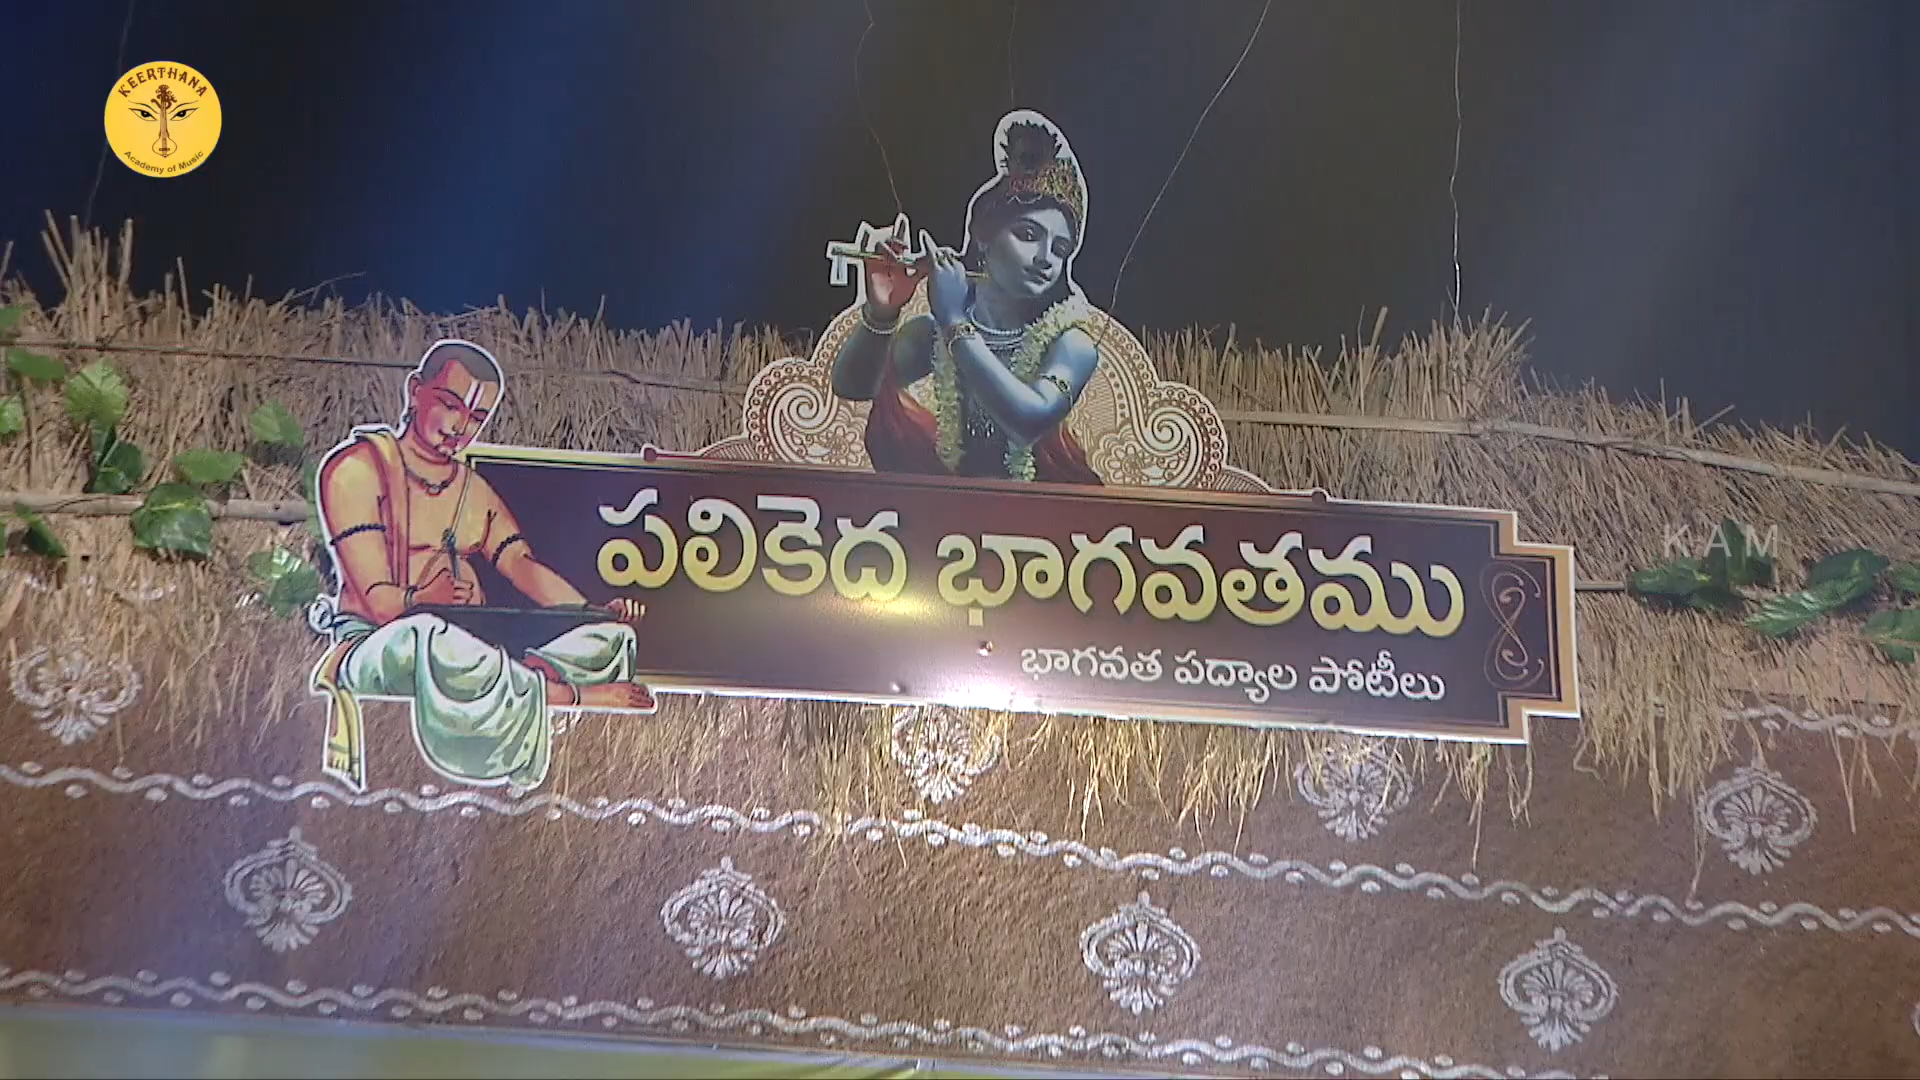 KEERTHANA
Academy of Music
పలికెద భాగవతము
భాగవత పద్యాల పోటీలు
KAM